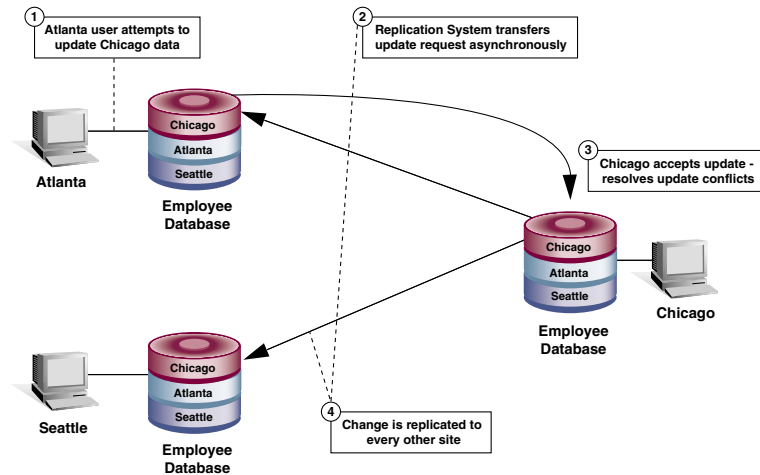 1
Atlanta user attempts to
update Chicago data
2
Replication System transfers
update request asynchronously
Chicago
Atlanta
Seattle
Atlanta
Employee
Database
3
Chicago accepts update -
resolves update conflicts
Chicago
Atlanta
Seattle
Chicago
Employee
Database
Chicago
Atlanta
Seattle
Seattle
Employee
Database
4
Change is replicated to
every other site